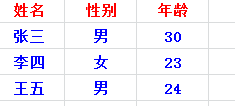 姓名 性别 年龄
张三 男 30
李四 女 23
王五 男 24